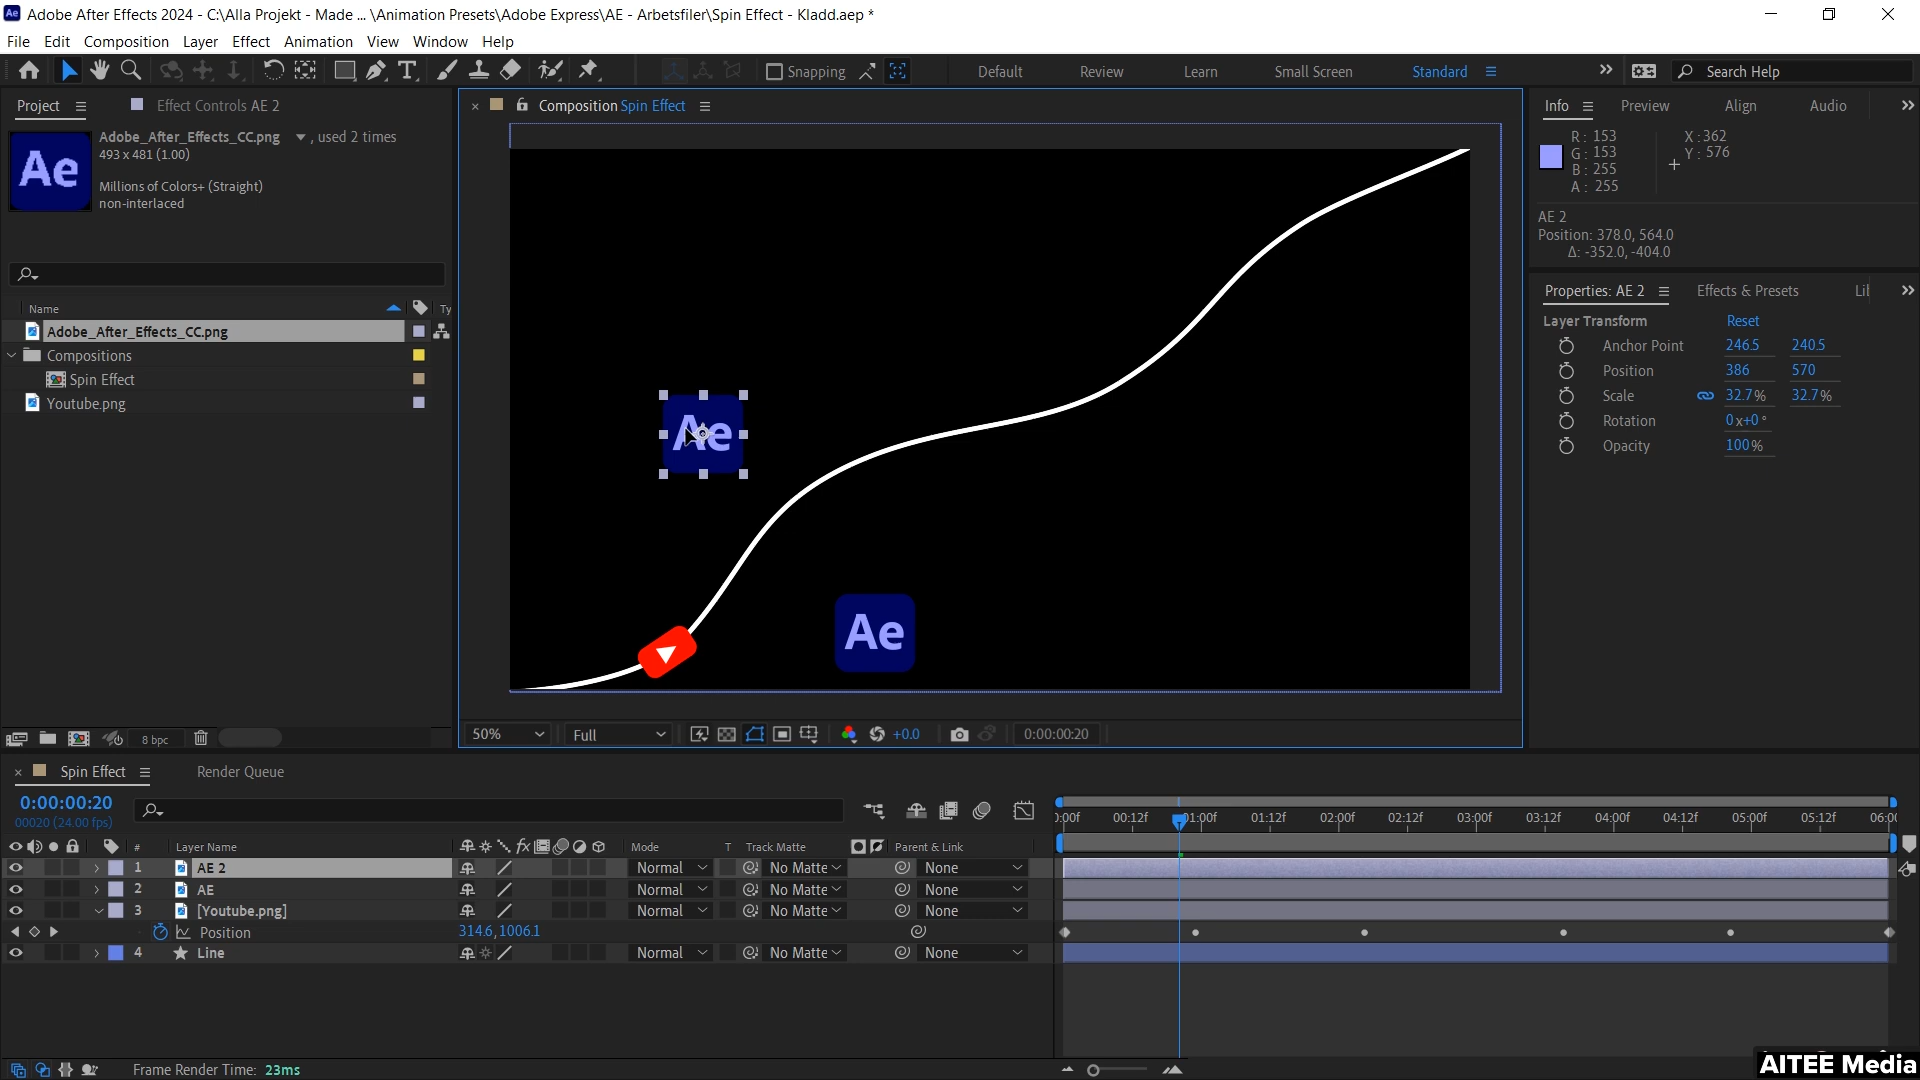 Adobe After Effects 2024 - C:\Alla Projekt - Made ... \Animation Presets\Adobe Express\AE - Arbetsfiler\Spin Effect - Kladd.aep *
File Edit Composition Layer Effect Animation View Window Help
Snapping Default Review Learn Small Screen Standard Search Help
Project Effect Controls AE 2
Adobe_After_Effects_CC.png , used 2 times
493 x 481 (1.00)
Millions of Colors+ (Straight)
non-interlaced
Ae
Name Ty
Adobe_After_Effects_CC.png
Compositions
Spin Effect
Youtube.png
8 bpc
Composition Spin Effect
Ae
Ae
50% Full +0.0 0:00:00:20
Info Preview Align Audio
R: 153 X: 362
G: 153 Y: 576
B: 255
A: 255
AE 2
Position: 378.0, 564.0
Δ: -352.0, -404.0
Properties: AE 2 Effects & Presets Lil
Layer Transform Reset
Anchor Point 246.5 240.5
Position 386 570
Scale 32.7% 32.7%
Rotation 0x+0°
Opacity 100%
Spin Effect Render Queue
0:00:00:20
00020 (24.00 fps)
0:00f 00:12f 01:00f 01:12f 02:00f 02:12f 03:00f 03:12f 04:00f 04:12f 05:00f 05:12f 06:00
# Layer Name Mode T Track Matte Parent & Link
1 AE 2 Normal No Matte None
2 AE Normal No Matte None
3 [Youtube.png] Normal No Matte None
Position 314.6, 1006.1
4 Line Normal No Matte None
Frame Render Time: 23ms
AITEE Media